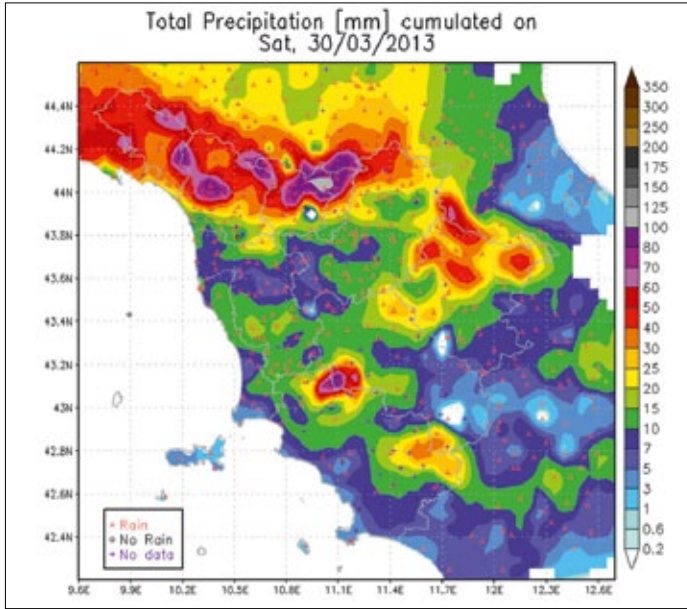 Total Precipitation [mm] cumulated on
Sat, 30/03/2013
44.4N
44.2N
44N
43.8N
43.6N
43.4N
43.2N
43N
42.8N
42.6N
42.4N
9.6E
9.9E
10.2E
10.5E
10.8E
11.1E
11.4E
11.7E
12E
12.3E
12.6E
Rain
No Rain
No data
350
300
250
200
175
150
125
100
80
70
60
50
40
30
25
20
15
10
7
5
3
1
0.6
0.2